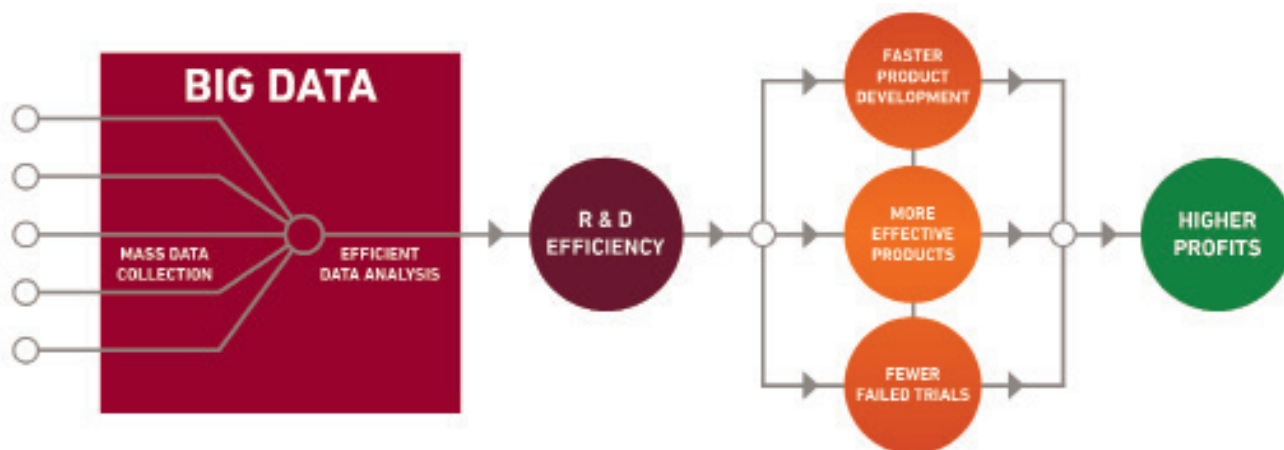 BIG DATA
MASS DATA
COLLECTION
EFFICIENT
DATA ANALYSIS
R & D
EFFICIENCY
FASTER
PRODUCT
DEVELOPMENT
MORE
EFFECTIVE
PRODUCTS
FEWER
FAILED TRIALS
HIGHER
PROFITS